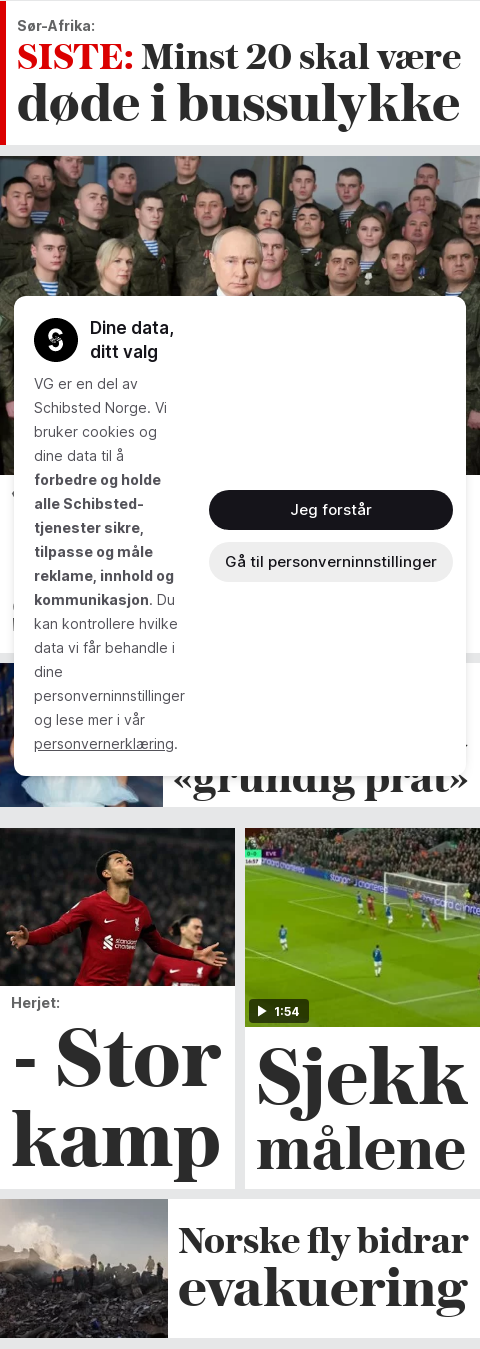 Sør-Afrika:
SISTE: Minst 20 skal være
døde i bussulykke
Dine data,
ditt valg
VG er en del av
Schibsted Norge. Vi
bruker cookies og
dine data til å
forbedre og holde
alle Schibsted-
tjenester sikre,
tilpasse og måle
reklame, innhold og
kommunikasjon. Du
kan kontrollere hvilke
data vi får behandle i
dine
personverninnstillinger
og lese mer i vår
personvernerklæring.
Jeg forstår
Gå til personverninnstillinger
«grundig prat»
Herjet:
- Stor
kamp
1:54
Sjekk
målene
Norske fly bidrar
evakuering